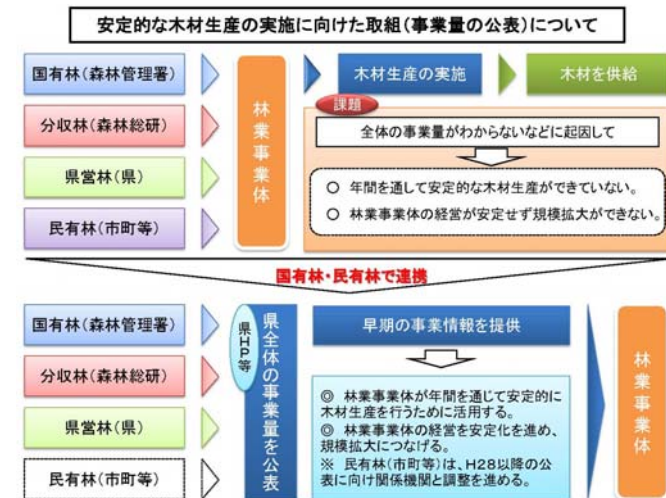 安定的な木材生産の実施に向けた取組(事業量の公表)について
国有林(森林管理署)
分収林(森林総研)
県営林(県)
民有林(市町等)
林業事業体
木材生産の実施
木材を供給
課題
全体の事業量がわからないなどに起因して
○ 年間を通して安定的な木材生産ができていない。
○ 林業事業体の経営が安定せず規模拡大ができない。
国有林・民有林で連携
国有林(森林管理署)
分収林(森林総研)
県営林(県)
民有林(市町等)
県HP等
県全体の事業量を公表
早期の事業情報を提供
◎ 林業事業体が年間を通じて安定的に
木材生産を行うために活用する。
◎ 林業事業体の経営を安定化を進め、
規模拡大につなげる。
※ 民有林(市町等)は、H28以降の公
表に向け関係機関と調整を進める。
林業事業体